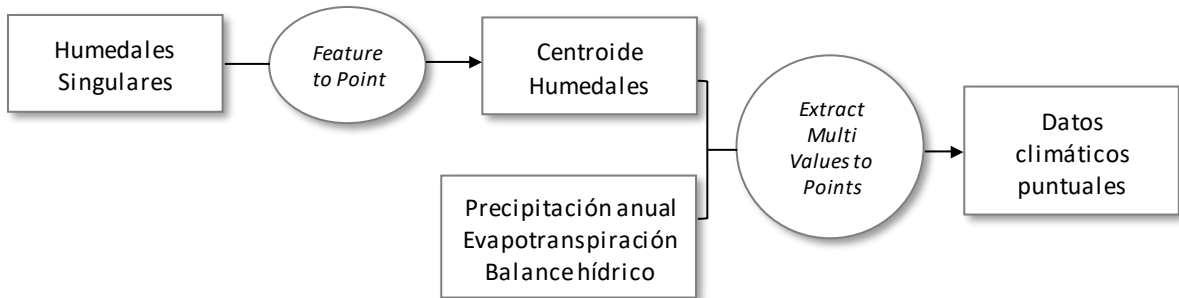 Humedales
Singulares
Feature
to Point
Centroide
Humedales
Precipitación anual
Evapotranspiración
Balance hídrico
Extract
Multi
Values to
Points
Datos
climáticos
puntuales